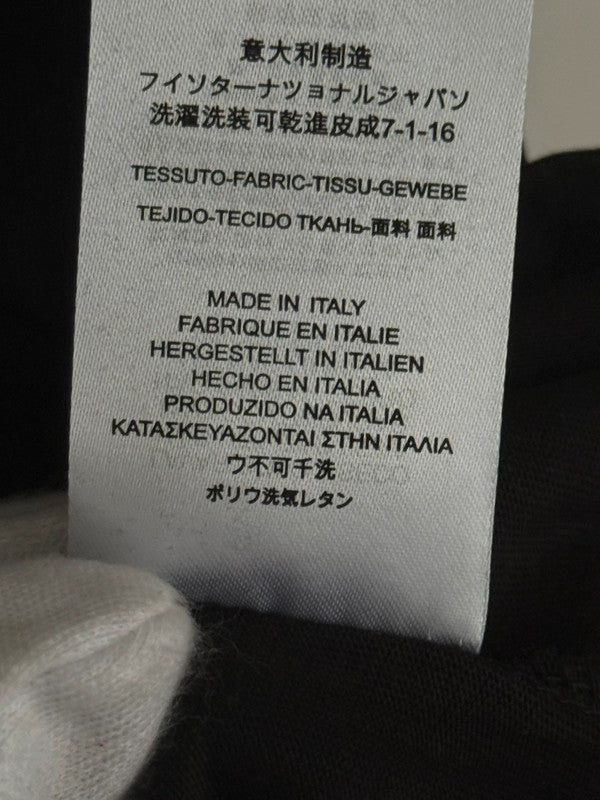 意大利制造
フイソターナツョナルジャパソ
洗濯洗装可乾進皮成7-1-16
TESSUTO-FABRIC-TISSU-GEWEBE
TEJIDO-TECIDO ТКАНЬ-面料 面料
MADE IN ITALY
FABRIQUE EN ITALIE
HERGESTELLT IN ITALIEN
HECHO EN ITALIA
PRODUZIDO NA ITALIA
ΚΑΤΑΣΚΕΥΑΖΟΝΤΑΙ ΣΤΗΝ ΙΤΑΛΙΑ
ウ不可千洗
ポリウ洗気レタン